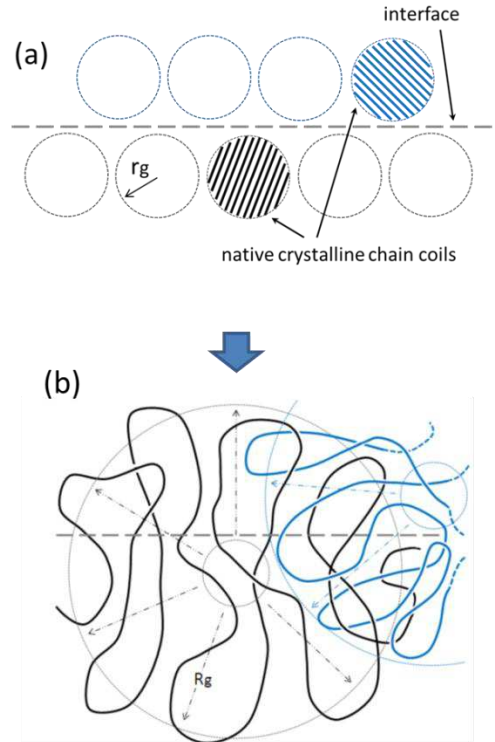 interface
(a)
rg
native crystalline chain coils
(b)
Rg